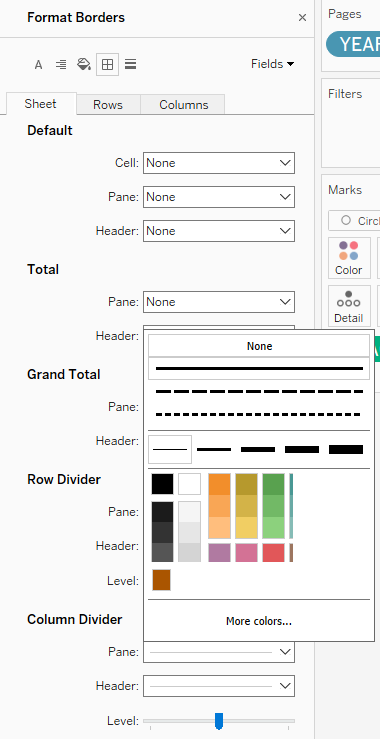 Format Borders
×
Pages
YEAR
A
Fields
Filters
Sheet
Rows
Columns
Default
Cell:
None
Pane:
None
Marks
Header:
None
Circ
Total
Color
Pane:
None
Detail
Header:
None
Grand Total
Pane:
Header:
Row Divider
Pane:
Header:
Level:
Column Divider
More colors...
Pane:
Header:
Level: